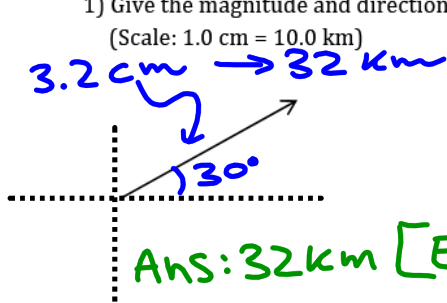 1) Give the magnitude and direction
(Scale: 1.0 cm = 10.0 km)
3.2 cm → 32 km
30°
Ans: 32 km [E